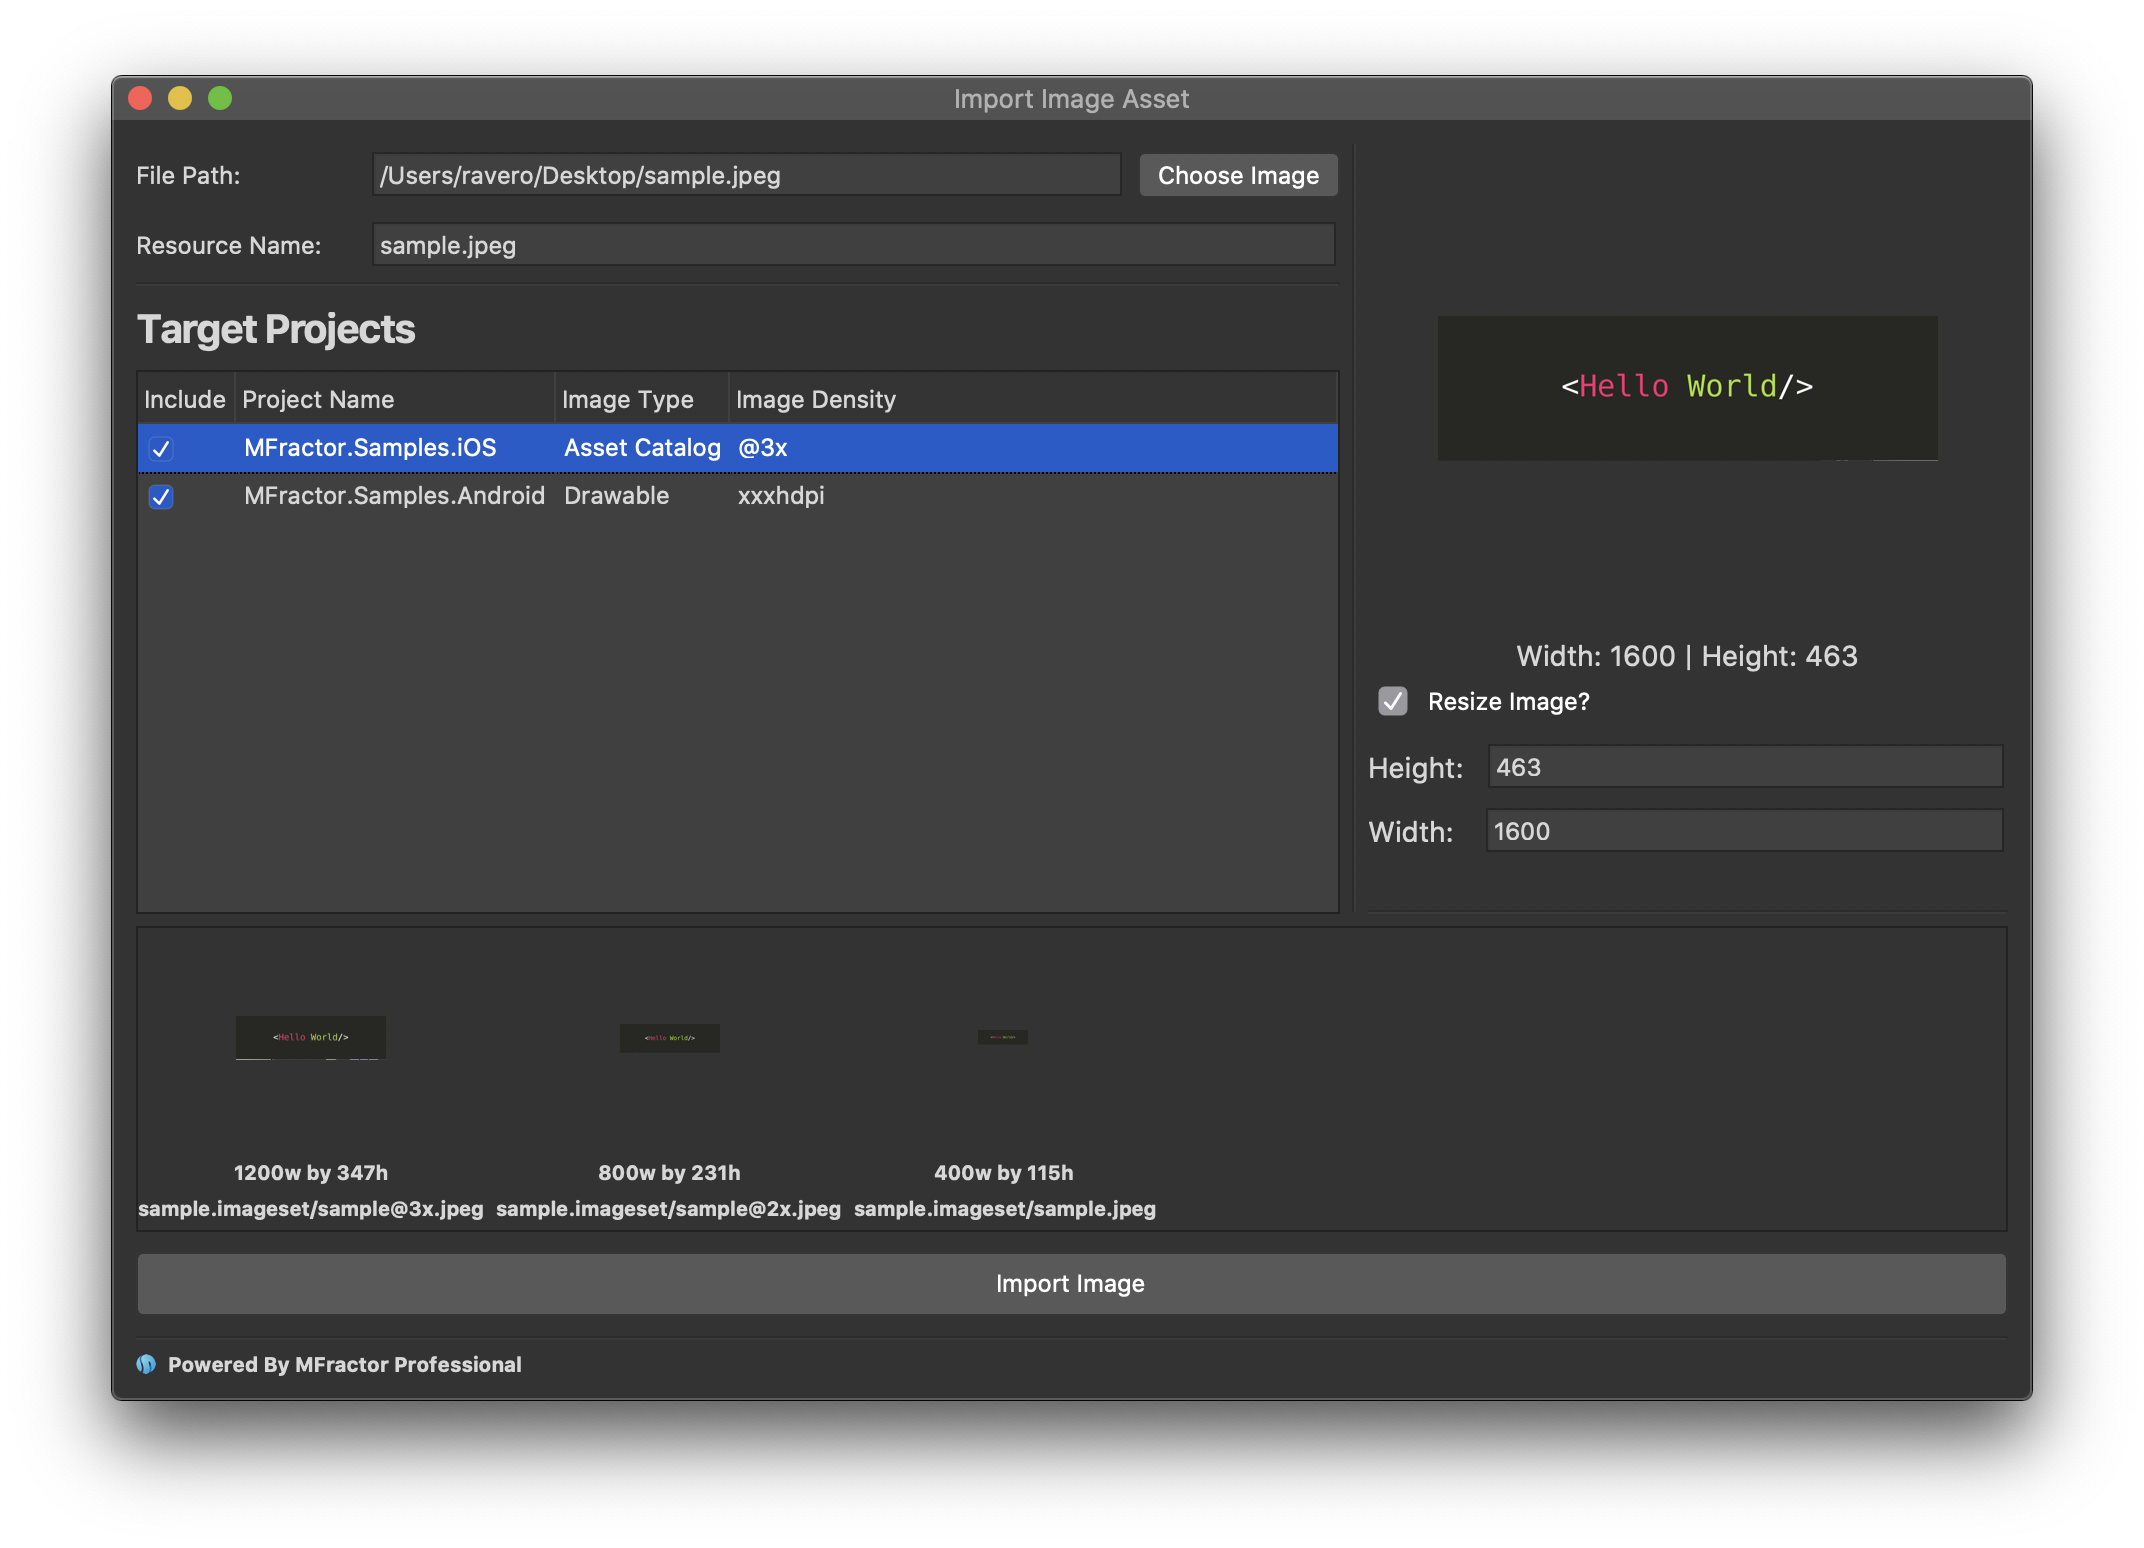 Import Image Asset
File Path:
/Users/ravero/Desktop/sample.jpeg
Choose Image
Resource Name:
sample.jpeg
Target Projects
Include Project Name Image Type Image Density
MFractor.Samples.iOS Asset Catalog @3x
MFractor.Samples.Android Drawable xxxhdpi
<Hello World/>
Width: 1600 | Height: 463
Resize Image?
Height: 463
Width: 1600
<Hello World/>
<Hello World/>
1200w by 347h
sample.imageset/sample@3x.jpeg
800w by 231h
sample.imageset/sample@2x.jpeg
400w by 115h
sample.imageset/sample.jpeg
Import Image
Powered By MFractor Professional